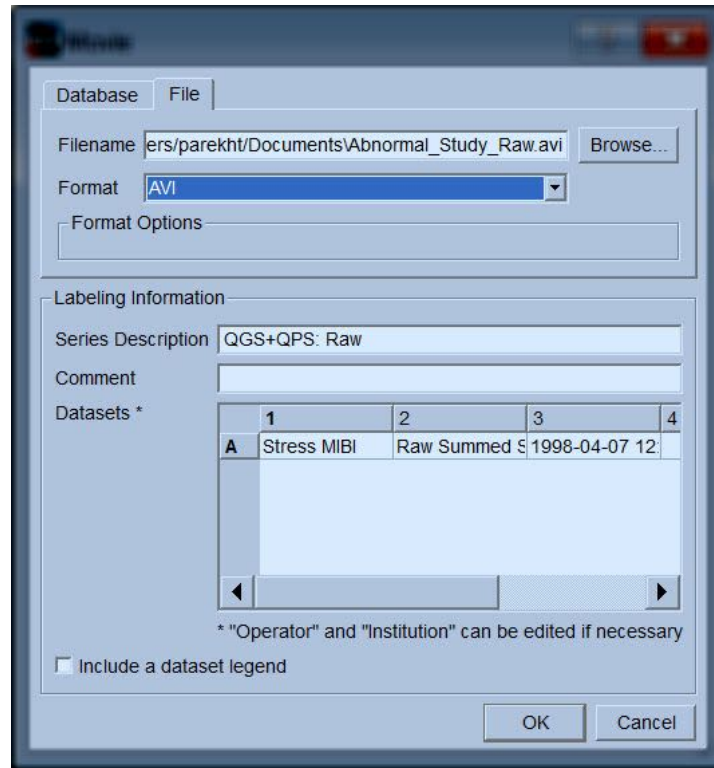 Movie
Database File
Filename ers/parekht/Documents\Abnormal_Study_Raw.avi Browse...
Format AVI
Format Options
Labeling Information
Series Description QGS+QPS: Raw
Comment
Datasets * 1 2 3 4
A Stress MIBI Raw Summed S 1998-04-07 12:
* "Operator" and "Institution" can be edited if necessary
Include a dataset legend
OK Cancel